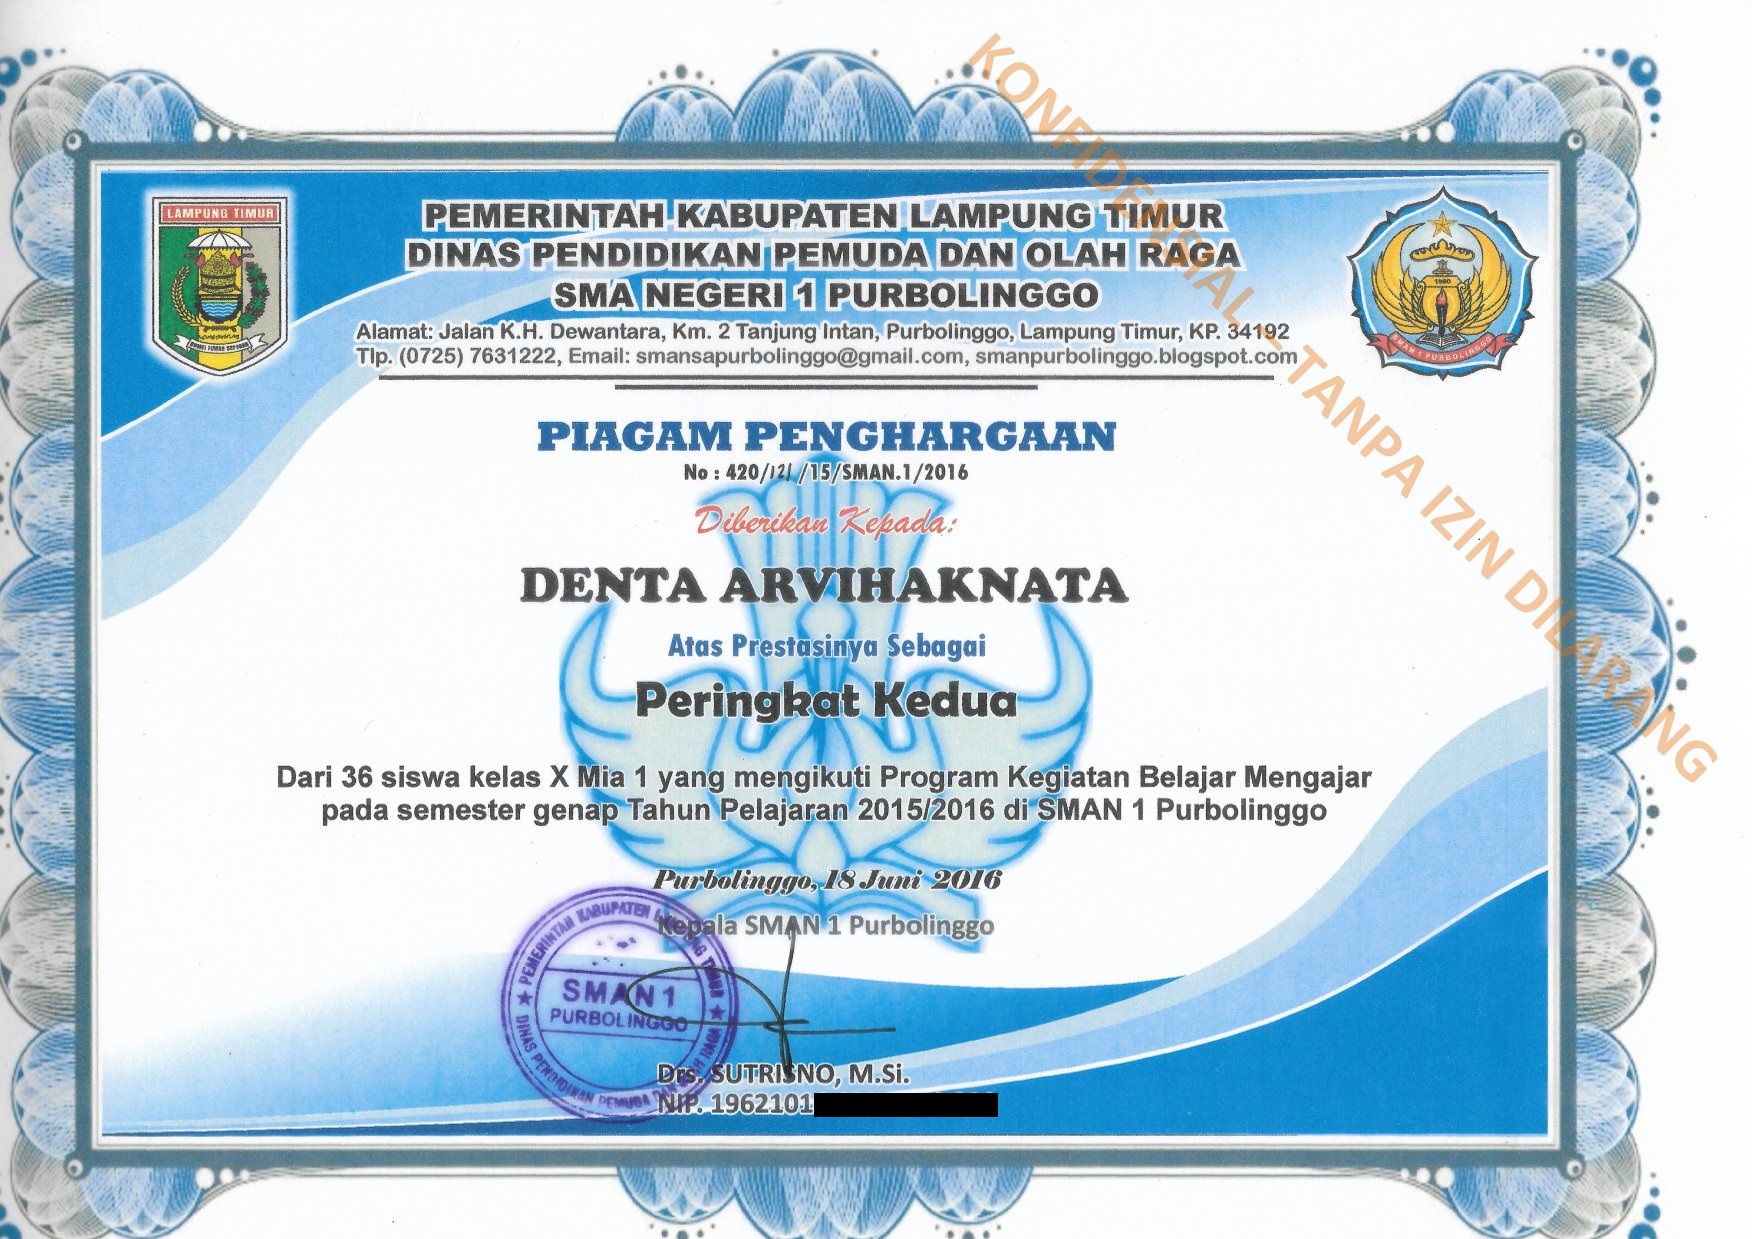 KONFIDENSIAL - TANPA IZIN DILARANG
LAMPUNG TIMUR
PEMERINTAH KABUPATEN LAMPUNG TIMUR
DINAS PENDIDIKAN PEMUDA DAN OLAH RAGA
SMA NEGERI 1 PURBOLINGGO
Alamat: Jalan K.H. Dewantara, Km. 2 Tanjung Intan, Purbolinggo, Lampung Timur, KP. 34192
Tlp. (0725) 7631222, Email: smansapurbolinggo@gmail.com, smanpurbolinggo.blogspot.com
1990
SMAN 1 PURBOLINGGO
PIAGAM PENGHARGAAN
No : 420/121/15/SMAN.1/2016
Diberikan Kepada:
DENTA ARVIHAKNATA
Atas Prestasinya Sebagai
Peringkat Kedua
Dari 36 siswa kelas X Mia 1 yang mengikuti Program Kegiatan Belajar Mengajar
pada semester genap Tahun Pelajaran 2015/2016 di SMAN 1 Purbolinggo
Purbolinggo, 18 Juni 2016
Kepala SMAN 1 Purbolinggo
PEMERINTAH KABUPATEN LAMPUNG TIMUR
SMAN 1
PURBOLINGGO
DINAS PENDIDIKAN PEMUDA DAN OLAH RAGA
Drs. SUTRISNO, M.Si.
NIP. 1962101